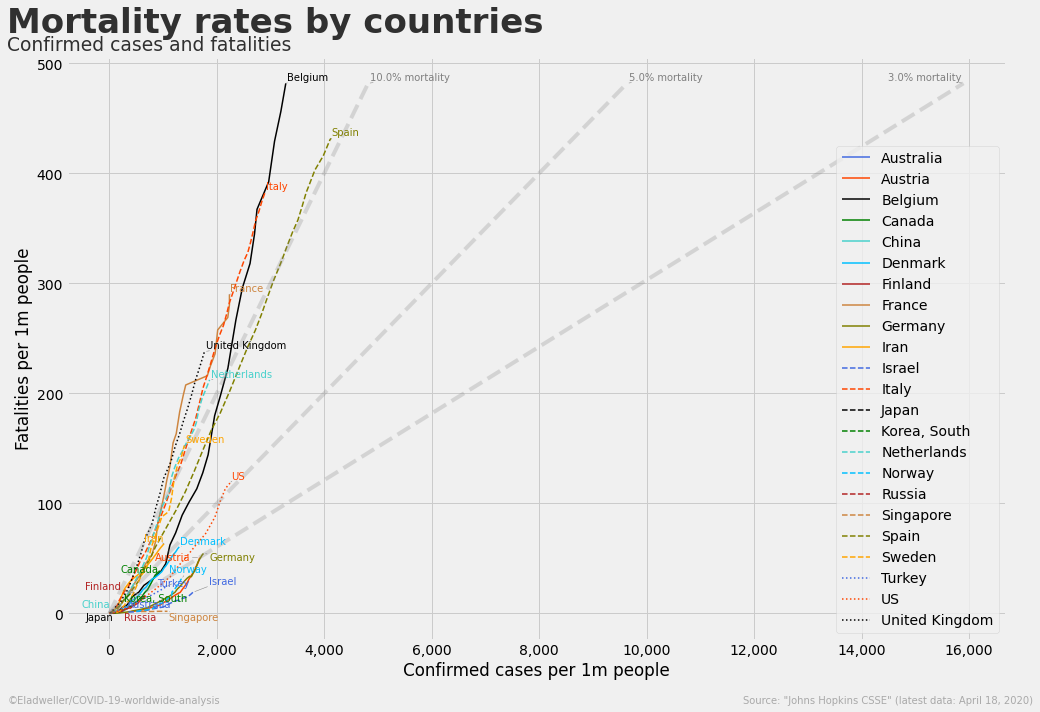 Mortality rates by countries
Confirmed cases and fatalities
500
400
300
200
100
0
Fatalities per 1m people
Belgium
10.0% mortality
5.0% mortality
3.0% mortality
Spain
Italy
France
United Kingdom
Netherlands
Sweden
US
Iran
Denmark
Austria
Germany
Canada
Norway
Finland
Turkey
Israel
Korea, South
China
Australia
Japan
Russia
Singapore
Australia
Austria
Belgium
Canada
China
Denmark
Finland
France
Germany
Iran
Israel
Italy
Japan
Korea, South
Netherlands
Norway
Russia
Singapore
Spain
Sweden
Turkey
US
United Kingdom
0
2,000
4,000
6,000
8,000
10,000
12,000
14,000
16,000
Confirmed cases per 1m people
©Eladweller/COVID-19-worldwide-analysis
Source: "Johns Hopkins CSSE" (latest data: April 18, 2020)